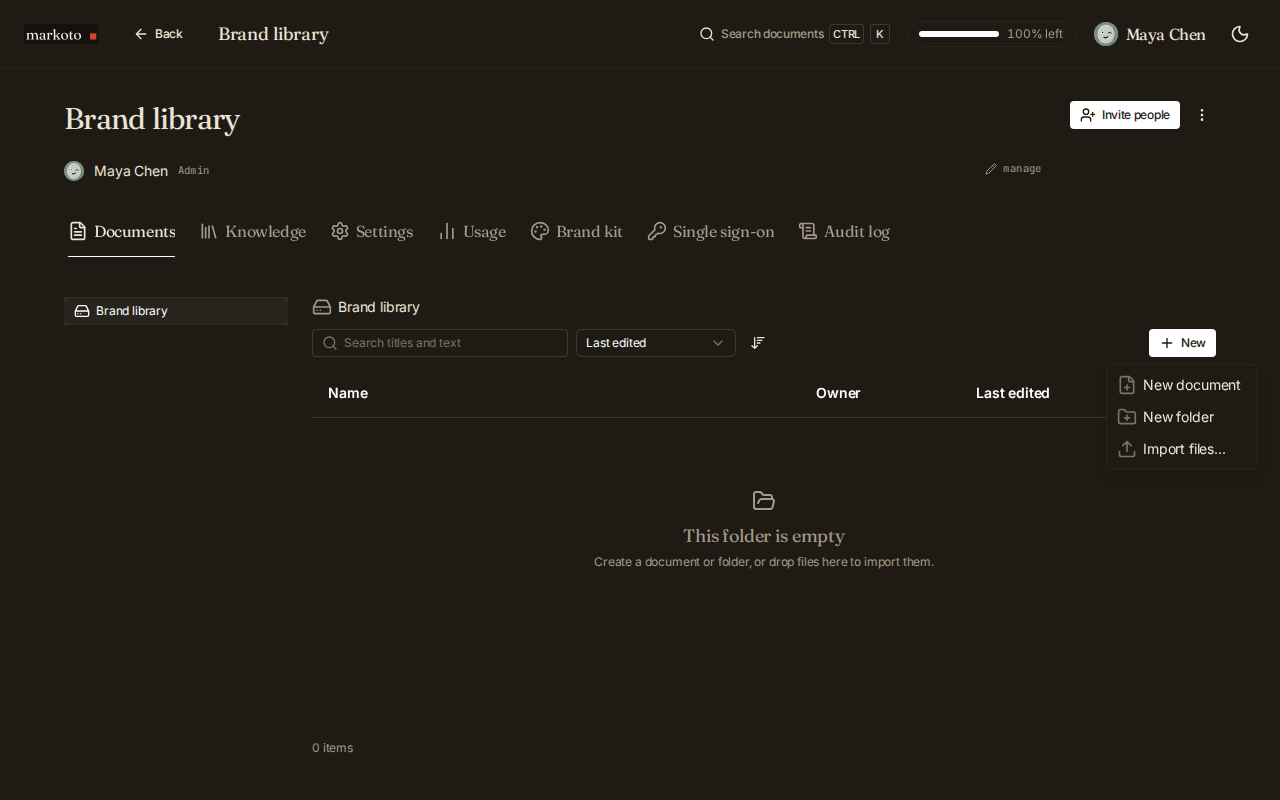 markoto
Back
Brand library
Search documents CTRL K
100% left
Maya Chen
Brand library
Invite people
Maya Chen Admin
manage
Documents
Knowledge
Settings
Usage
Brand kit
Single sign-on
Audit log
Brand library
Brand library
Search titles and text
Last edited
New
Name
Owner
Last edited
New document
New folder
Import files...
This folder is empty
Create a document or folder, or drop files here to import them.
0 items